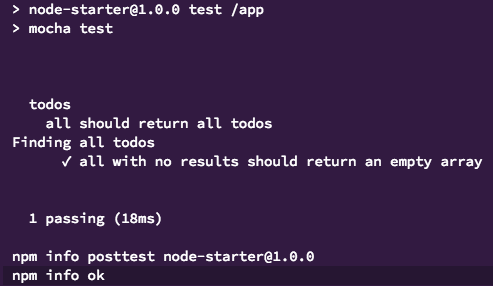 > node-starter@1.0.0 test /app
> mocha test
todos
all should return all todos
Finding all todos
✓ all with no results should return an empty array
1 passing (18ms)
npm info posttest node-starter@1.0.0
npm info ok